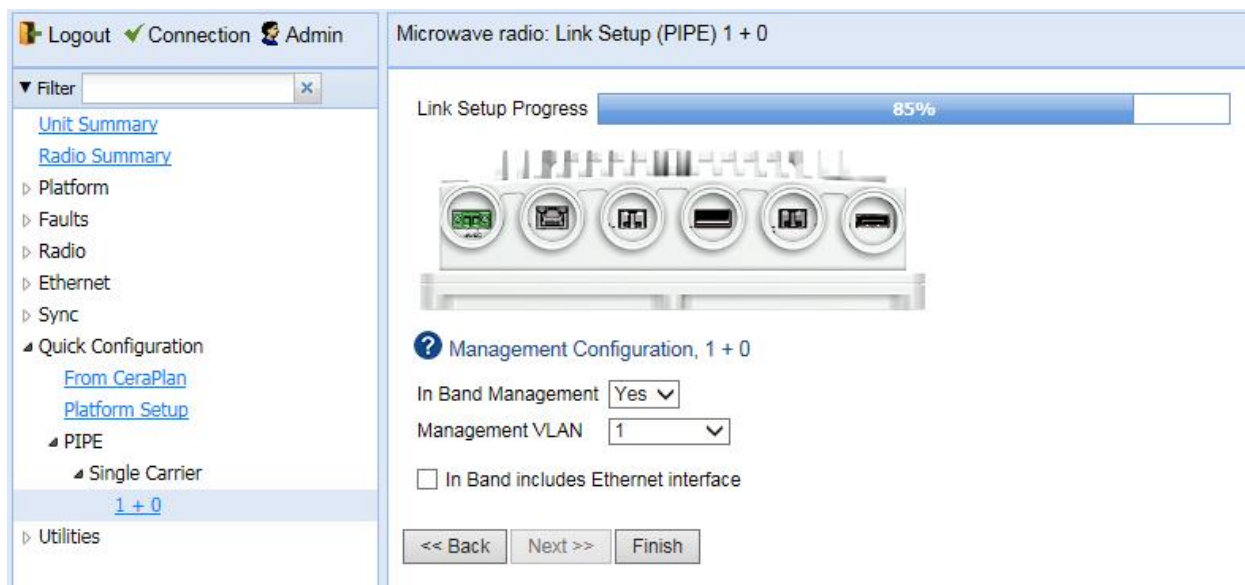 Logout Connection Admin
Filter
Unit Summary
Radio Summary
Platform
Faults
Radio
Ethernet
Sync
Quick Configuration
From CeraPlan
Platform Setup
PIPE
Single Carrier
1 + 0
Utilities
Microwave radio: Link Setup (PIPE) 1 + 0
Link Setup Progress 85%
? Management Configuration, 1 + 0
In Band Management Yes
Management VLAN 1
In Band includes Ethernet interface
<< Back Next >> Finish